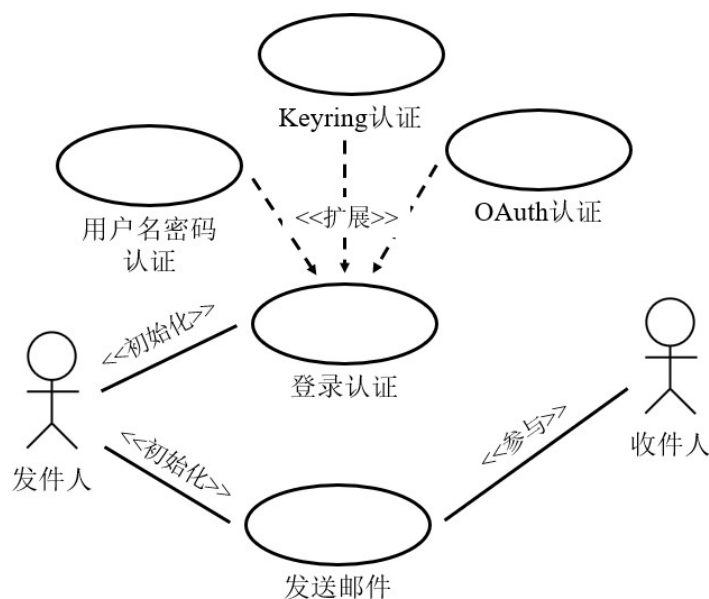 Keyring认证
OAuth认证
用户名密码
认证
<<扩展>>
<<初始化>>
登录认证
发件人
收件人
<<初始化>>
<<参与>>
发送邮件